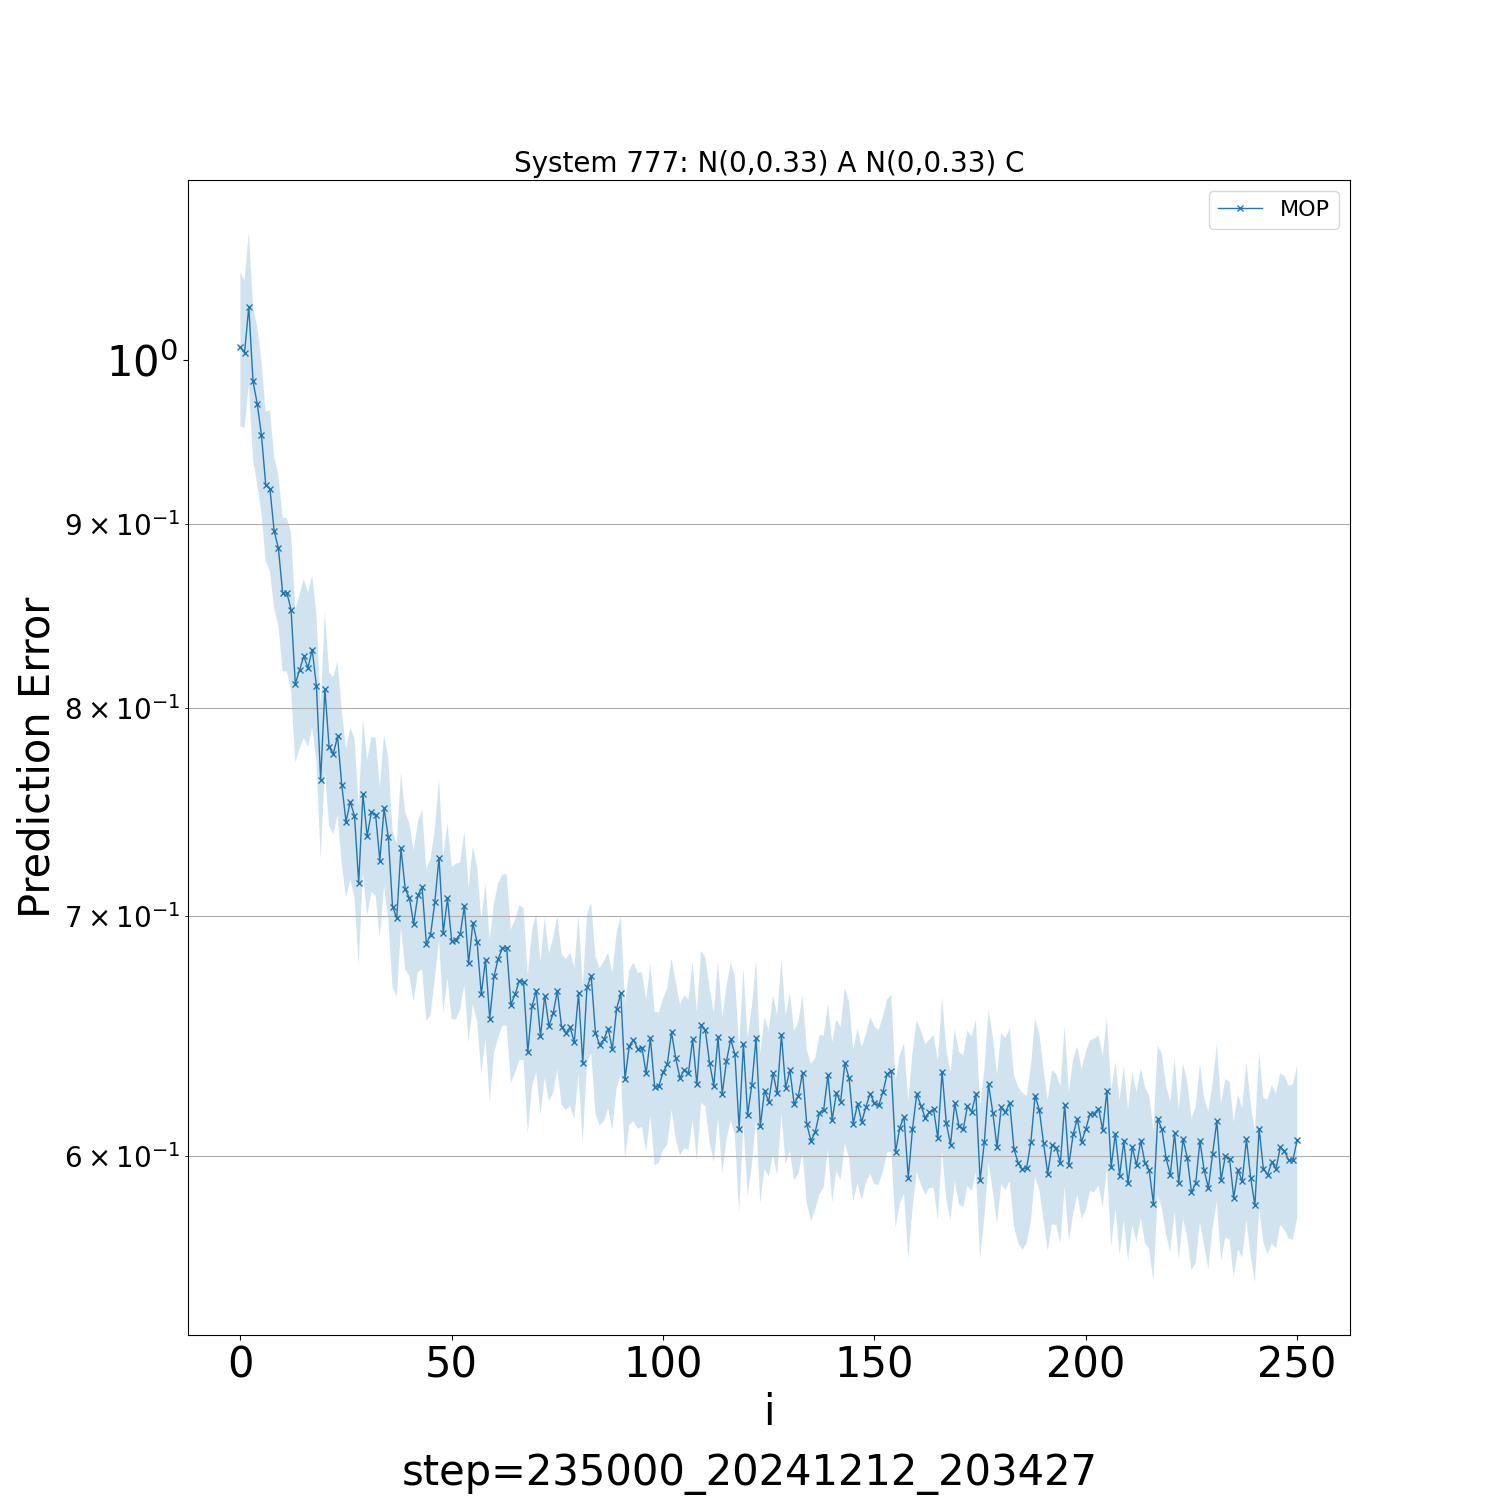 System 777: N(0,0.33) A N(0,0.33) C
MOP
10⁰
9 × 10⁻¹
8 × 10⁻¹
7 × 10⁻¹
6 × 10⁻¹
Prediction Error
0 50 100 150 200 250
i
step=235000_20241212_203427